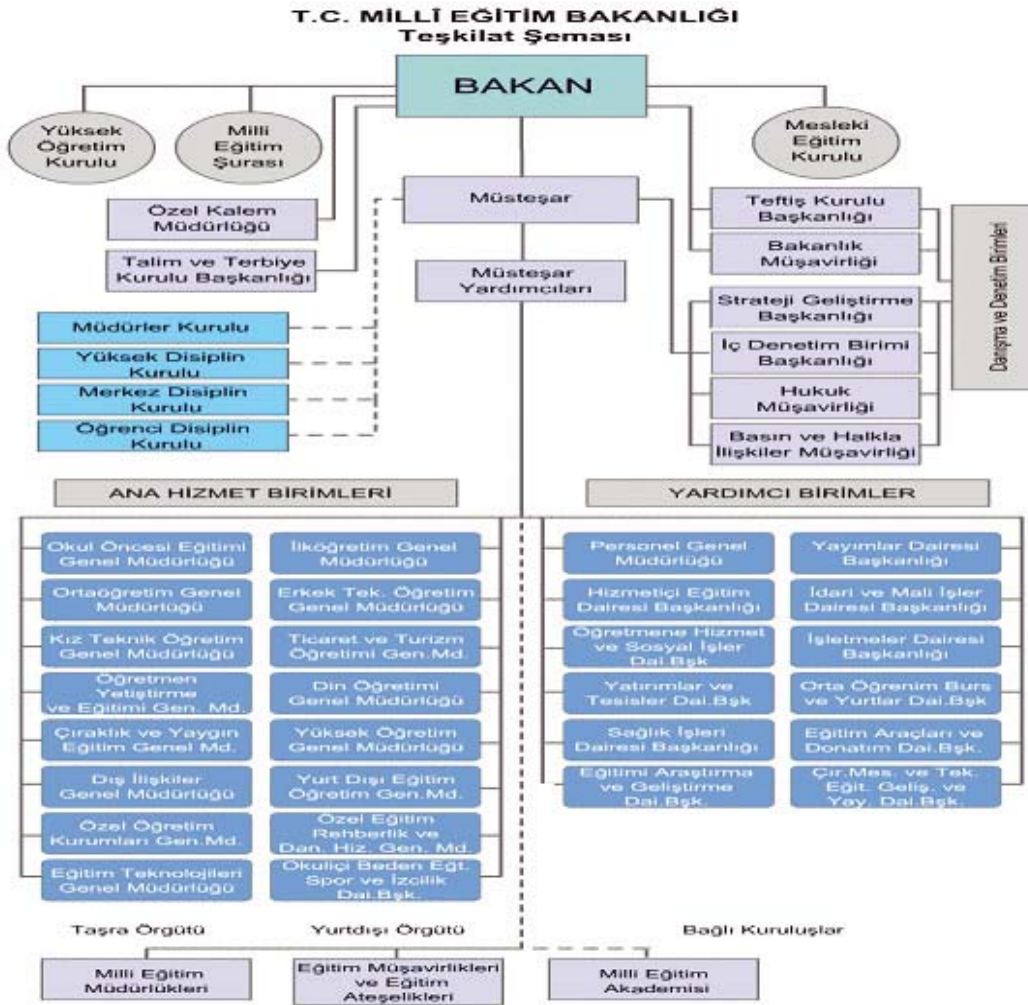 T.C. MİLLÎ EĞİTİM BAKANLIĞI
Teşkilat Şeması
BAKAN
Yüksek
Öğretim
Kurulu
Milli
Eğitim
Şurası
Mesleki
Eğitim
Kurulu
Özel Kalem
Müdürlüğü
Talim ve Terbiye
Kurulu Başkanlığı
Müsteşar
Müsteşar
Yardımcıları
Teftiş Kurulu
Başkanlığı
Bakanlık
Müşavirliği
Strateji Geliştirme
Başkanlığı
İç Denetim Birimi
Başkanlığı
Hukuk
Müşavirliği
Basın ve Halkla
İlişkiler Müşavirliği
Danışma ve Denetim Birimleri
Müdürler Kurulu
Yüksek Disiplin
Kurulu
Merkez Disiplin
Kurulu
Öğrenci Disiplin
Kurulu
ANA HİZMET BİRİMLERİ
Okul Öncesi Eğitimi
Genel Müdürlüğü
İlköğretim Genel
Müdürlüğü
Ortaöğretim Genel
Müdürlüğü
Erkek Tek. Öğretim
Genel Müdürlüğü
Kız Teknik Öğretim
Genel Müdürlüğü
Ticaret ve Turizm
Öğretimi Gen.Md.
Öğretmen
Yetiştirme
ve Eğitimi Gen. Md.
Din Öğretimi
Genel Müdürlüğü
Çıraklık ve Yaygın
Eğitim Genel Md.
Yüksek Öğretim
Genel Müdürlüğü
Dış İlişkiler
Genel Müdürlüğü
Yurt Dışı Eğitim
Öğretim Gen.Md.
Özel Öğretim
Kurumları Gen.Md.
Özel Eğitim
Rehberlik ve
Dan. Hiz. Gen. Md.
Eğitim Teknolojileri
Genel Müdürlüğü
Okuliçi Beden Eğt.
Spor ve İzcilik
Dai.Bşk.
YARDIMCI BİRİMLER
Personel Genel
Müdürlüğü
Yayımlar Dairesi
Başkanlığı
Hizmetiçi Eğitim
Dairesi Başkanlığı
İdari ve Mali İşler
Dairesi Başkanlığı
Öğretmene Hizmet
ve Sosyal İşler
Dai.Bşk
İşletmeler Dairesi
Başkanlığı
Yatırımlar ve
Tesisler Dai.Bşk
Orta Öğrenim Burs
ve Yurtlar Dai.Bşk
Sağlık İşleri
Dairesi Başkanlığı
Eğitim Araçları ve
Donatım Dai.Bşk.
Eğitimi Araştırma
ve Geliştirme
Dai.Bşk.
Çır.Mes. ve Tek.
Eğit. Geliş. ve
Yay. Dai.Bşk.
Taşra Örgütü
Yurtdışı Örgütü
Bağlı Kuruluşlar
Milli Eğitim
Müdürlükleri
Eğitim Müşavirlikleri
ve Eğitim
Ateşelikleri
Milli Eğitim
Akademisi